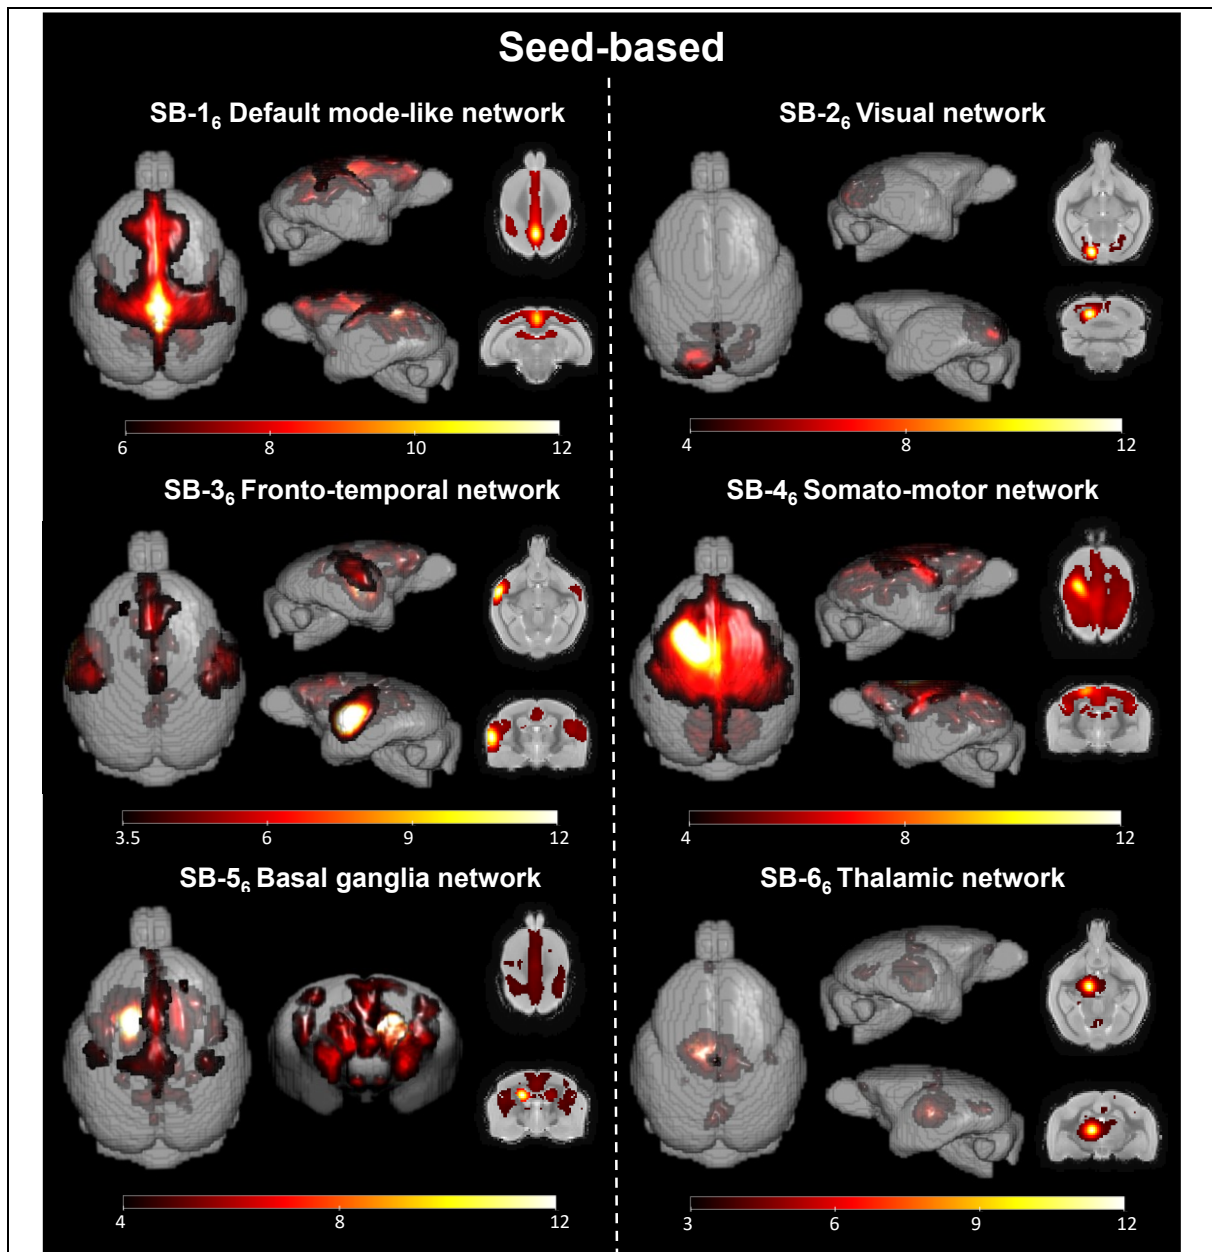 Seed-based
SB-1₆ Default mode-like network
SB-2₆ Visual network
6 8 10 12
4 8 12
SB-3₆ Fronto-temporal network
SB-4₆ Somato-motor network
3.5 6 9 12
4 8 12
SB-5₆ Basal ganglia network
SB-6₆ Thalamic network
4 8 12
3 6 9 12